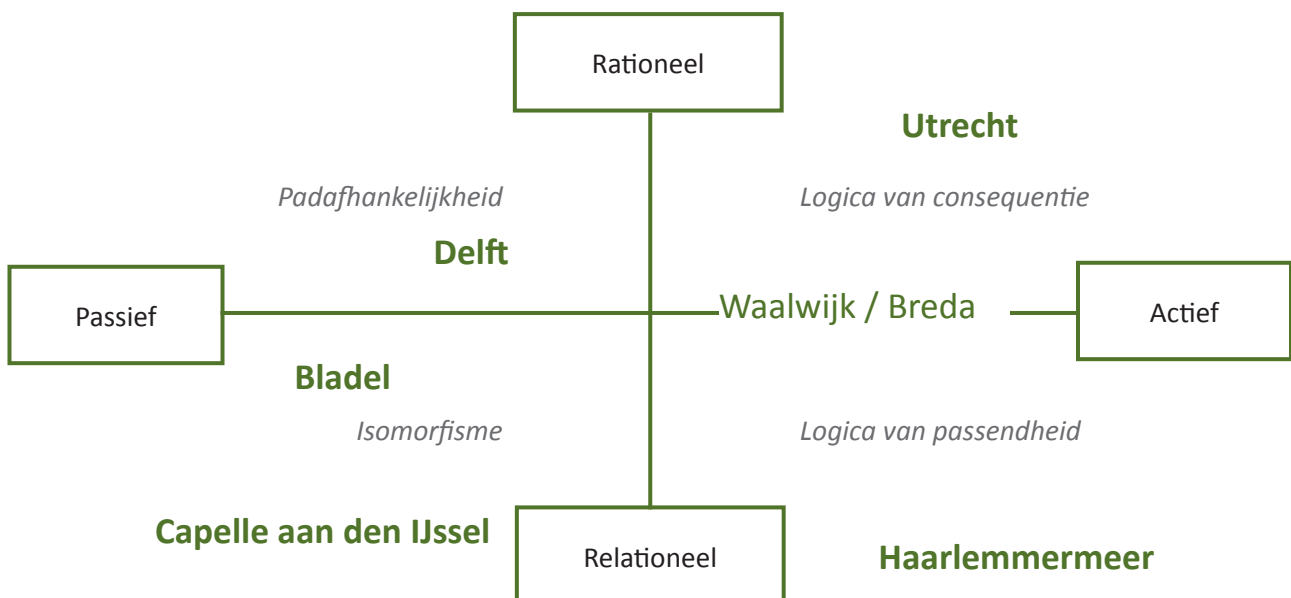 Rationeel
Utrecht
Padafhankelijkheid
Logica van consequentie
Delft
Passief
Waalwijk / Breda
Actief
Bladel
Isomorfisme
Logica van passendheid
Capelle aan den IJssel
Relationeel
Haarlemmermeer